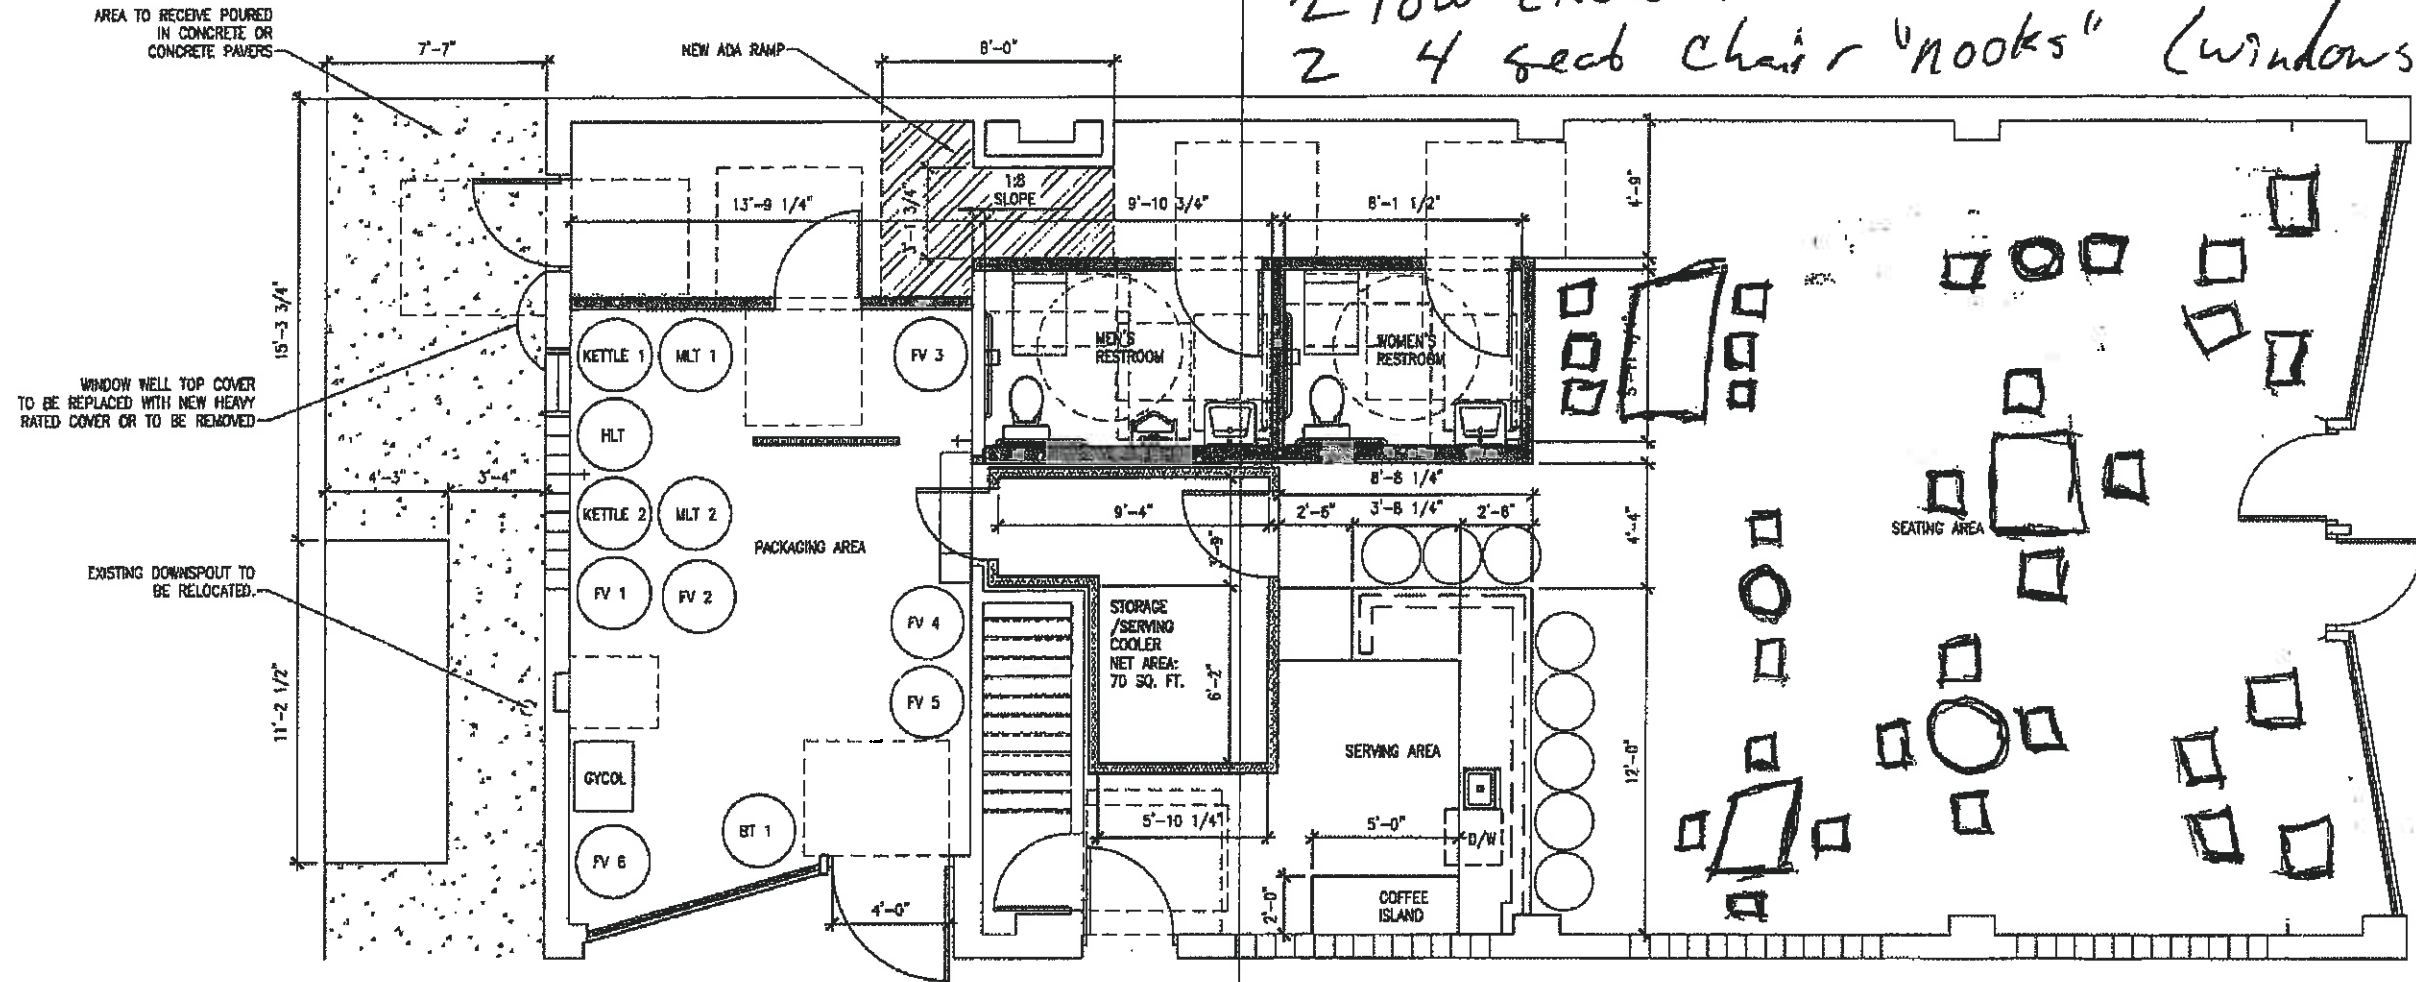 AREA TO RECEIVE POURED
IN CONCRETE OR
CONCRETE PAVERS
7'-7"
NEW ADA RAMP
8'-0"
2 4 seat chair "nooks" (windows
1:8
SLOPE
3'-1 3/4"
13'-9 1/4"
9'-10 3/4"
8'-1 1/2"
4'-9"
15'-3 3/4"
KETTLE 1
MLT 1
FV 3
MEN'S
RESTROOM
WOMEN'S
RESTROOM
WINDOW WELL TOP COVER
TO BE REPLACED WITH NEW HEAVY
RATED COVER OR TO BE REMOVED
HLT
4'-3"
3'-4"
8'-8 1/4"
KETTLE 2
MLT 2
9'-4"
2'-6"
3'-8 1/4"
2'-8"
4'-4"
SEATING AREA
PACKAGING AREA
EXISTING DOWNSPOUT TO
BE RELOCATED.
FV 1
FV 2
FV 4
STORAGE
/SERVING
COOLER
NET AREA:
70 SQ. FT.
6'-2"
11'-2 1/2"
FV 5
SERVING AREA
12'-0"
GYCOL
BT 1
5'-10 1/4"
5'-0"
D/W
FV 6
4'-0"
2'-0"
COFFEE
ISLAND